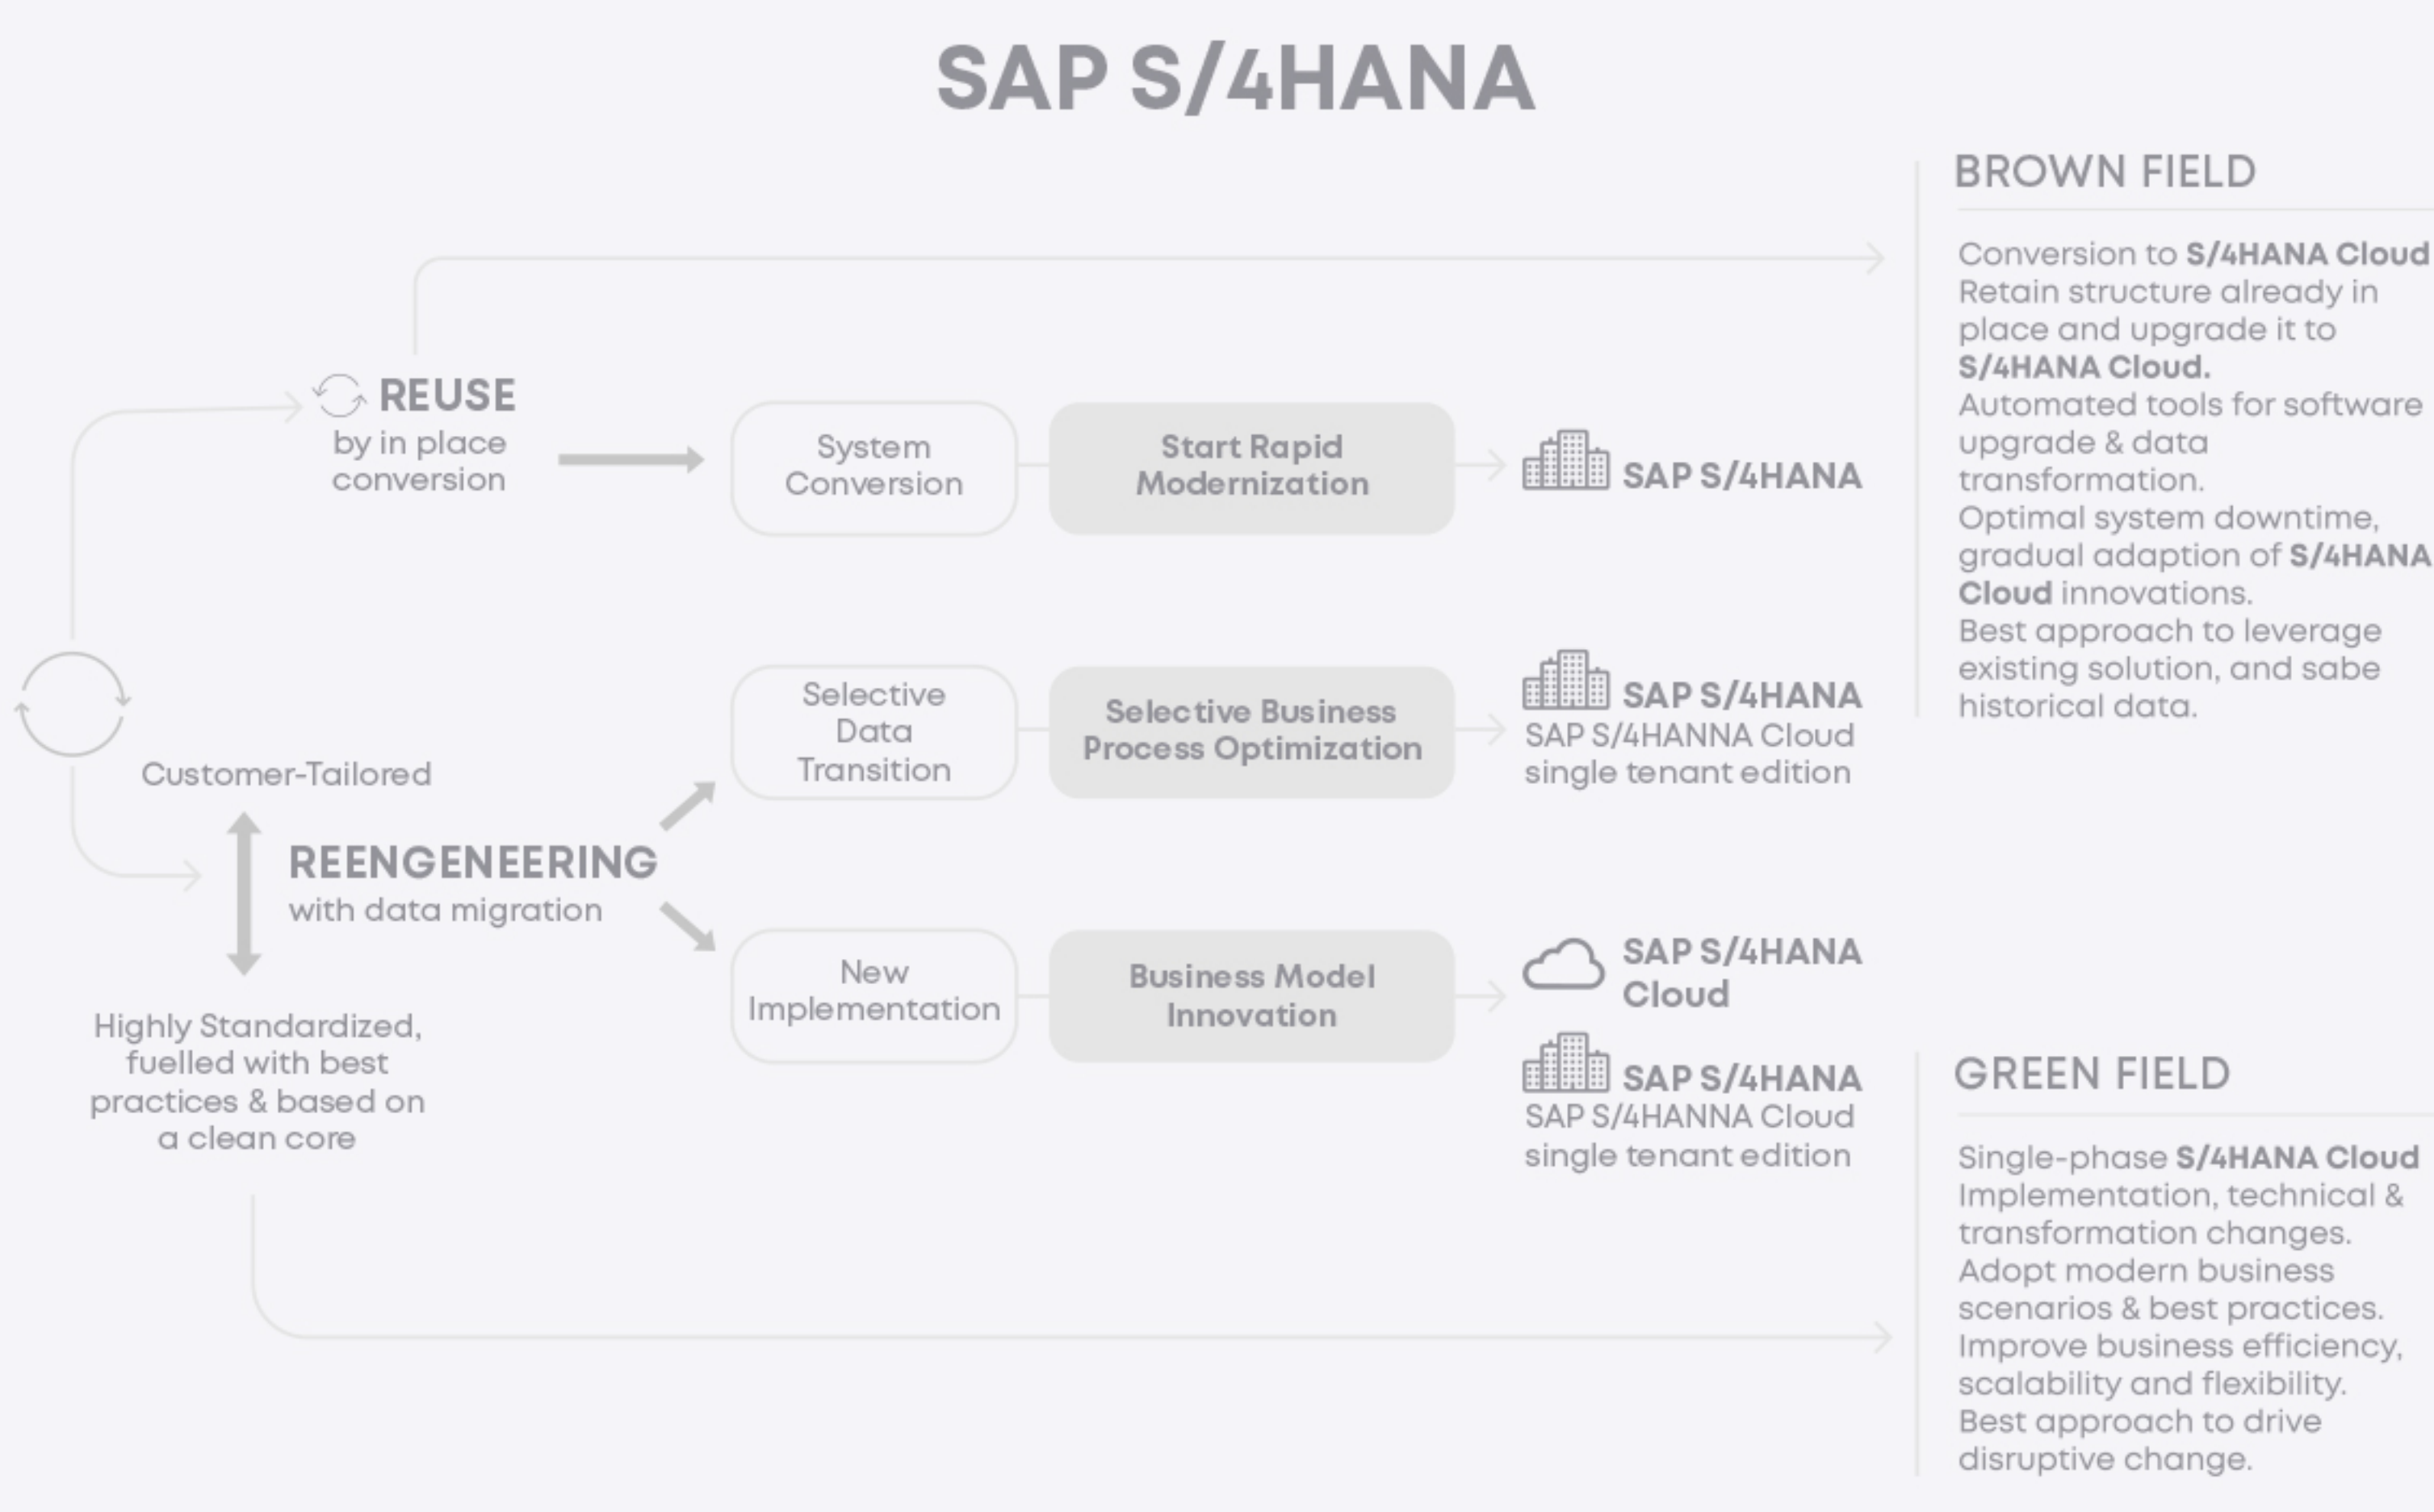 SAP S/4HANA
BROWN FIELD
Conversion to S/4HANA Cloud
Retain structure already in
place and upgrade it to
S/4HANA Cloud.
Automated tools for software
upgrade & data
transformation.
Optimal system downtime,
gradual adaption of S/4HANA
Cloud innovations.
Best approach to leverage
existing solution, and sabe
historical data.
REUSE
by in place
conversion
System
Conversion
Start Rapid
Modernization
SAP S/4HANA
Customer-Tailored
REENGENEERING
with data migration
Highly Standardized,
fuelled with best
practices & based on
a clean core
Selective
Data
Transition
Selective Business
Process Optimization
SAP S/4HANA
SAP S/4HANNA Cloud
single tenant edition
New
Implementation
Business Model
Innovation
SAP S/4HANA
Cloud
SAP S/4HANA
SAP S/4HANNA Cloud
single tenant edition
GREEN FIELD
Single-phase S/4HANA Cloud
Implementation, technical &
transformation changes.
Adopt modern business
scenarios & best practices.
Improve business efficiency,
scalability and flexibility.
Best approach to drive
disruptive change.